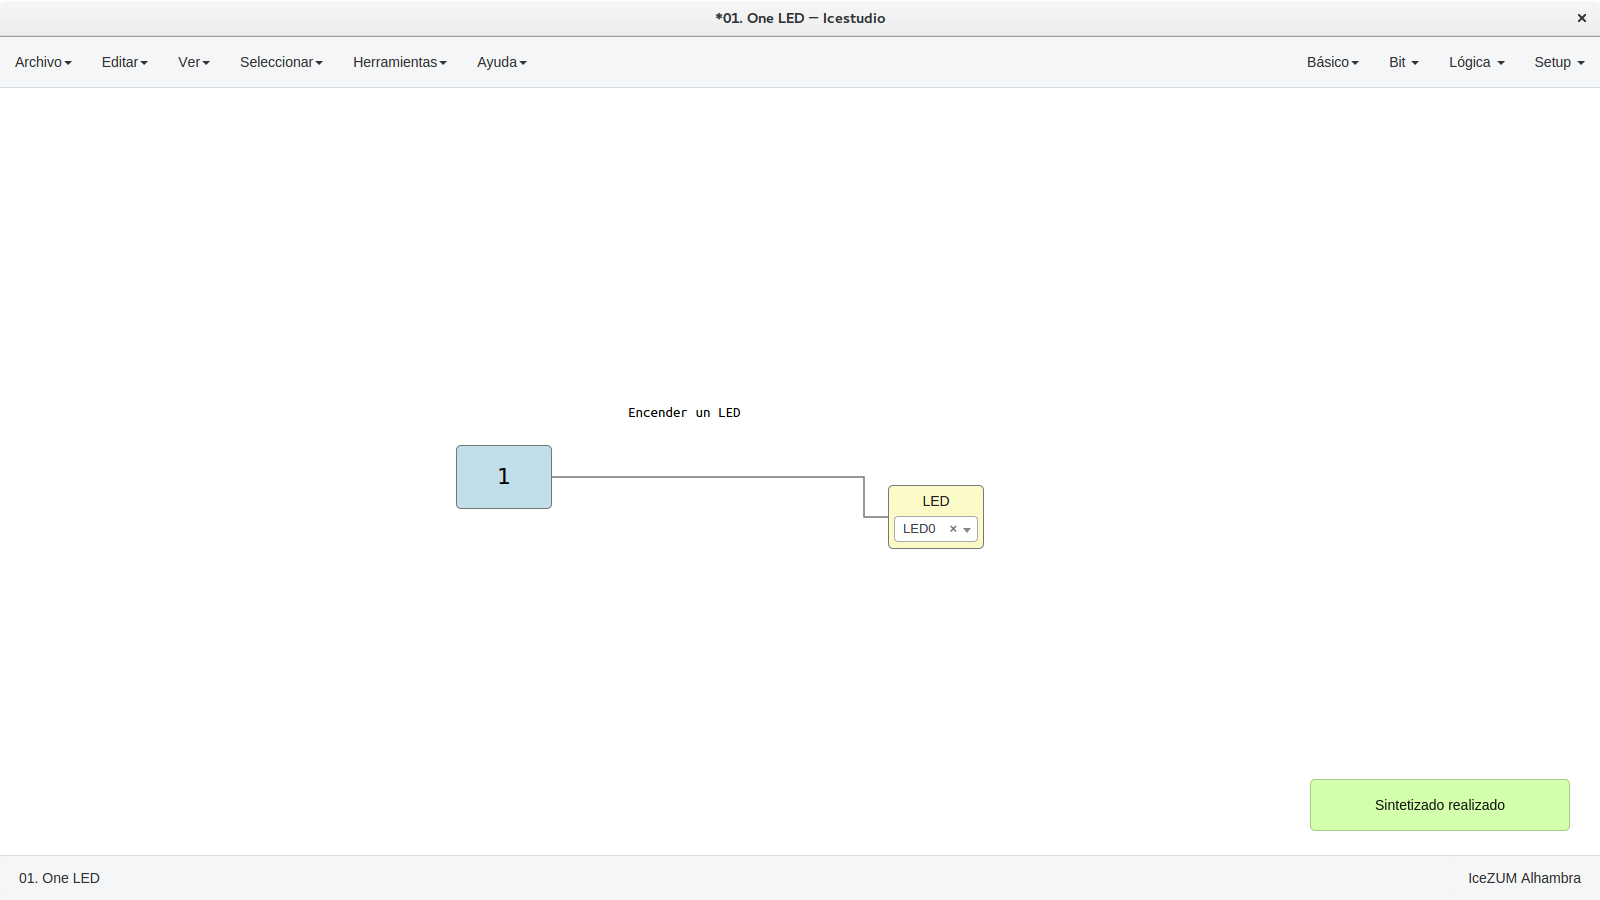 *01. One LED — Icestudio
Archivo Editar Ver Seleccionar Herramientas Ayuda Básico Bit Lógica Setup
Encender un LED
1
LED
LED0
Sintetizado realizado
01. One LED IceZUM Alhambra